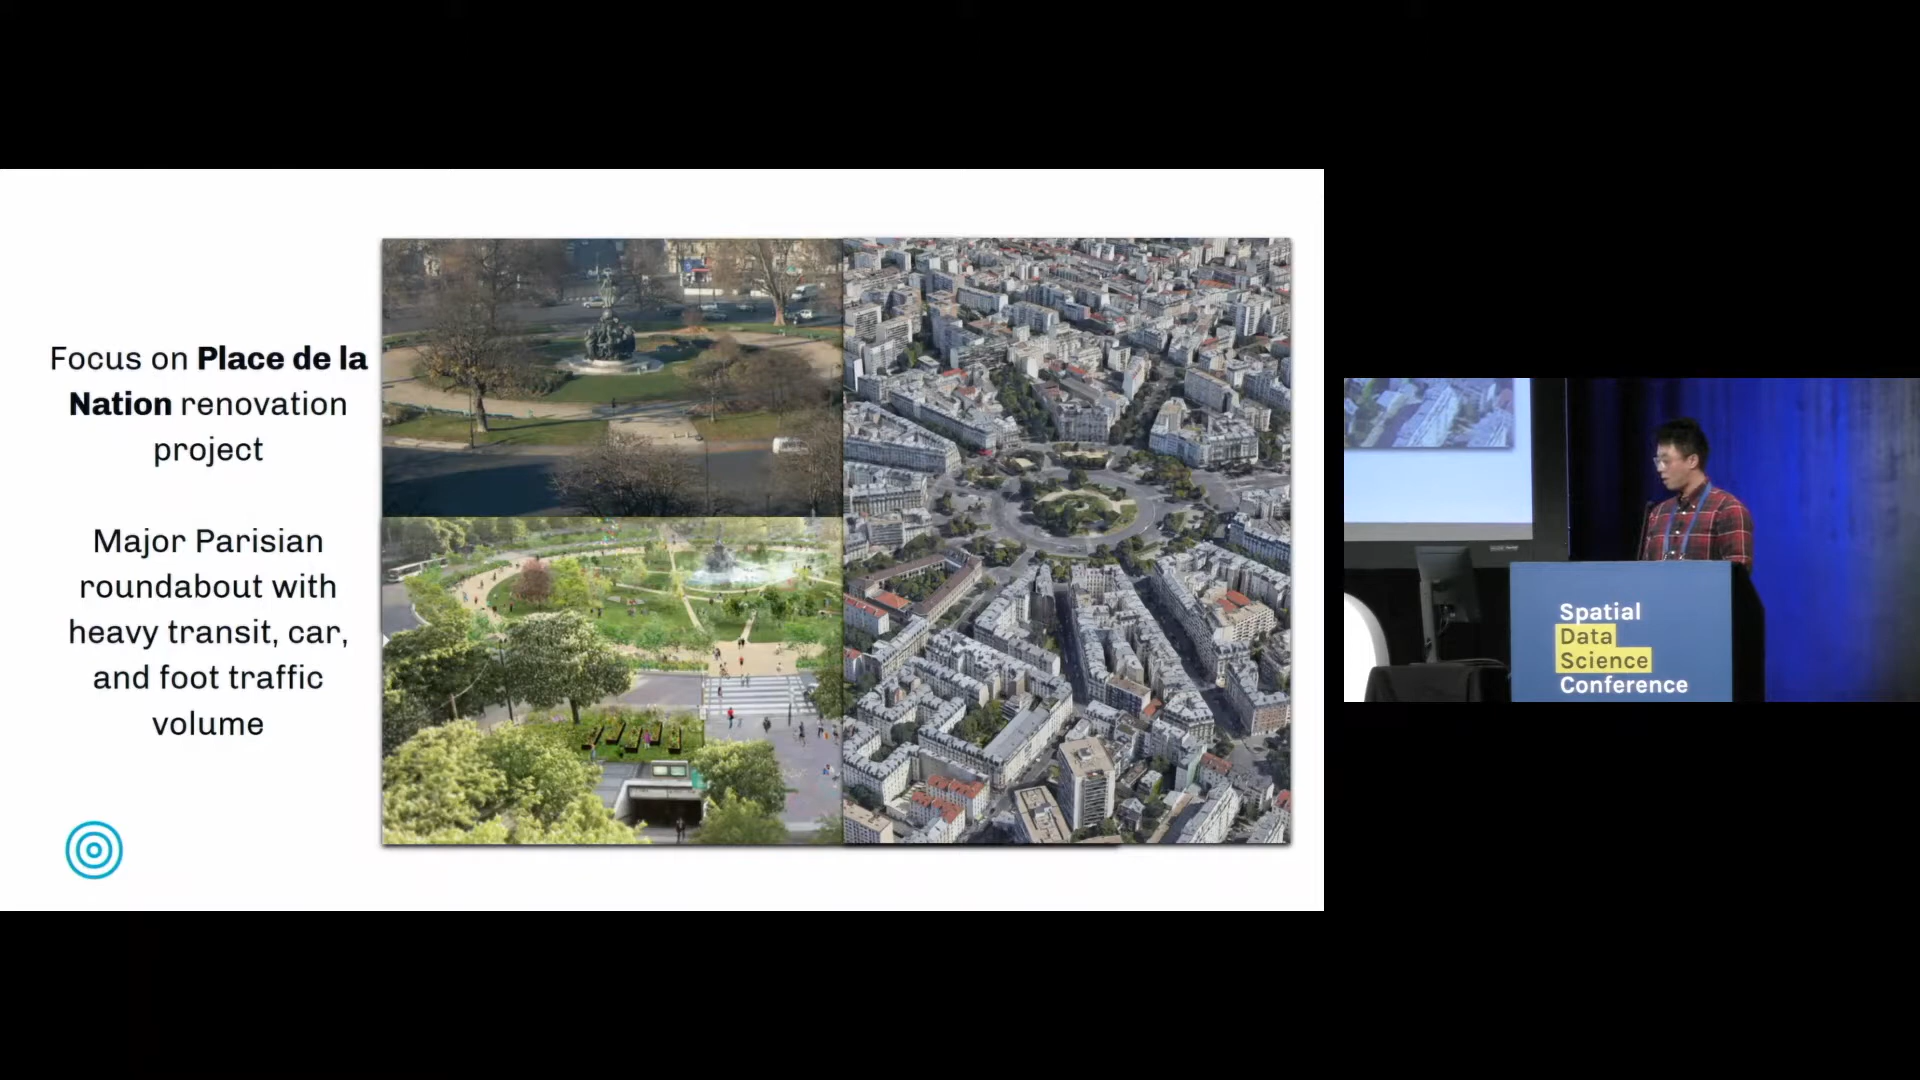 Focus on Place de la
Nation renovation
project
Major Parisian
roundabout with
heavy transit, car,
and foot traffic
volume
Spatial
Data
Science
Conference